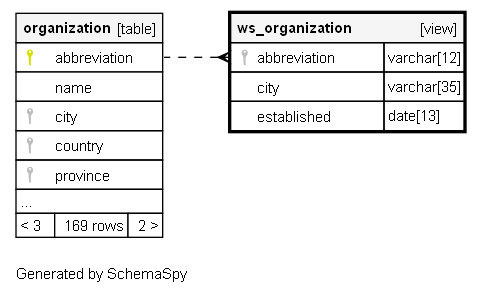 organization [table]
abbreviation
name
city
country
province
...
< 3 169 rows 2 >
ws_organization [view]
abbreviation varchar[12]
city varchar[35]
established date[13]
Generated by SchemaSpy